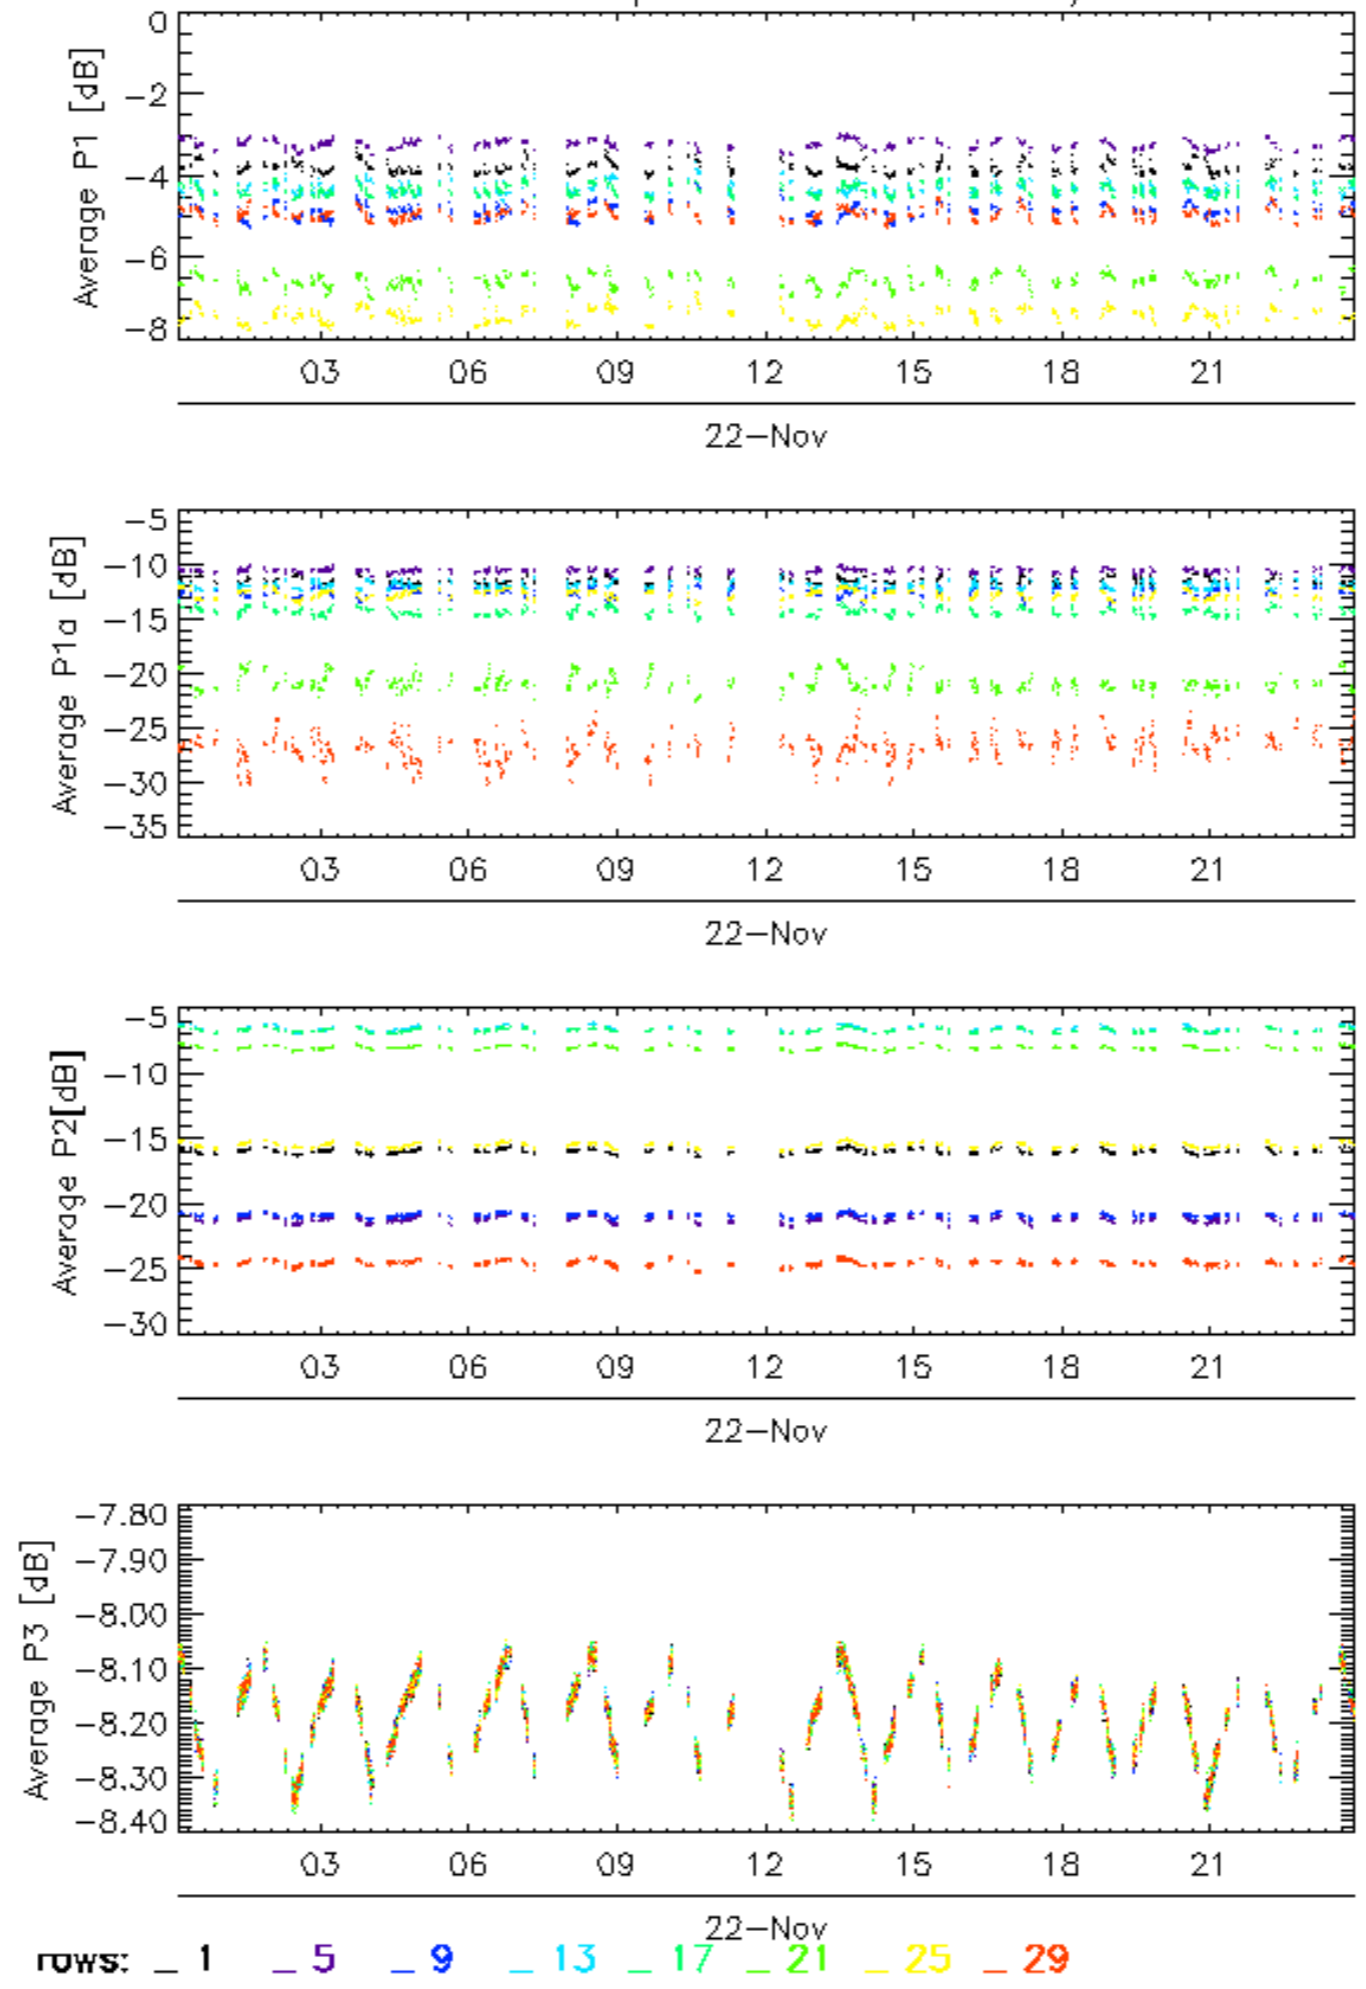 0
−2
−4
−6
−8
Average P1 [dB]
03 06 09 12 15 18 21
22−Nov
−5
−10
−15
−20
−25
−30
−35
Average P1a [dB]
03 06 09 12 15 18 21
22−Nov
−5
−10
−15
−20
−25
−30
Average P2[dB]
03 06 09 12 15 18 21
22−Nov
−7.80
−7.90
−8.00
−8.10
−8.20
−8.30
−8.40
Average P3 [dB]
03 06 09 12 15 18 21
22−Nov
rows: _ 1 _ 5 _ 9 _ 13 _ 17 _ 21 _ 25 _ 29